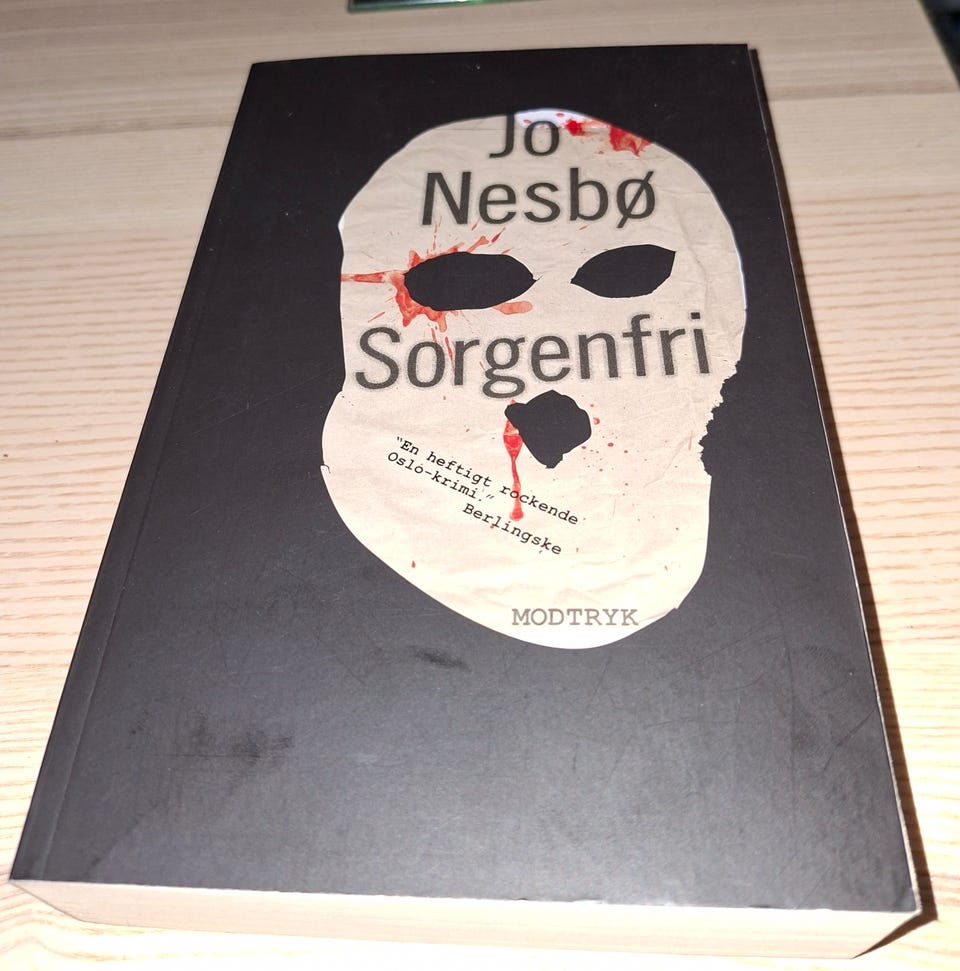 Jo
Nesbø
Sorgenfri
"En heftigt rockende
Oslo-krimi."
Berlingske
MODTRYK